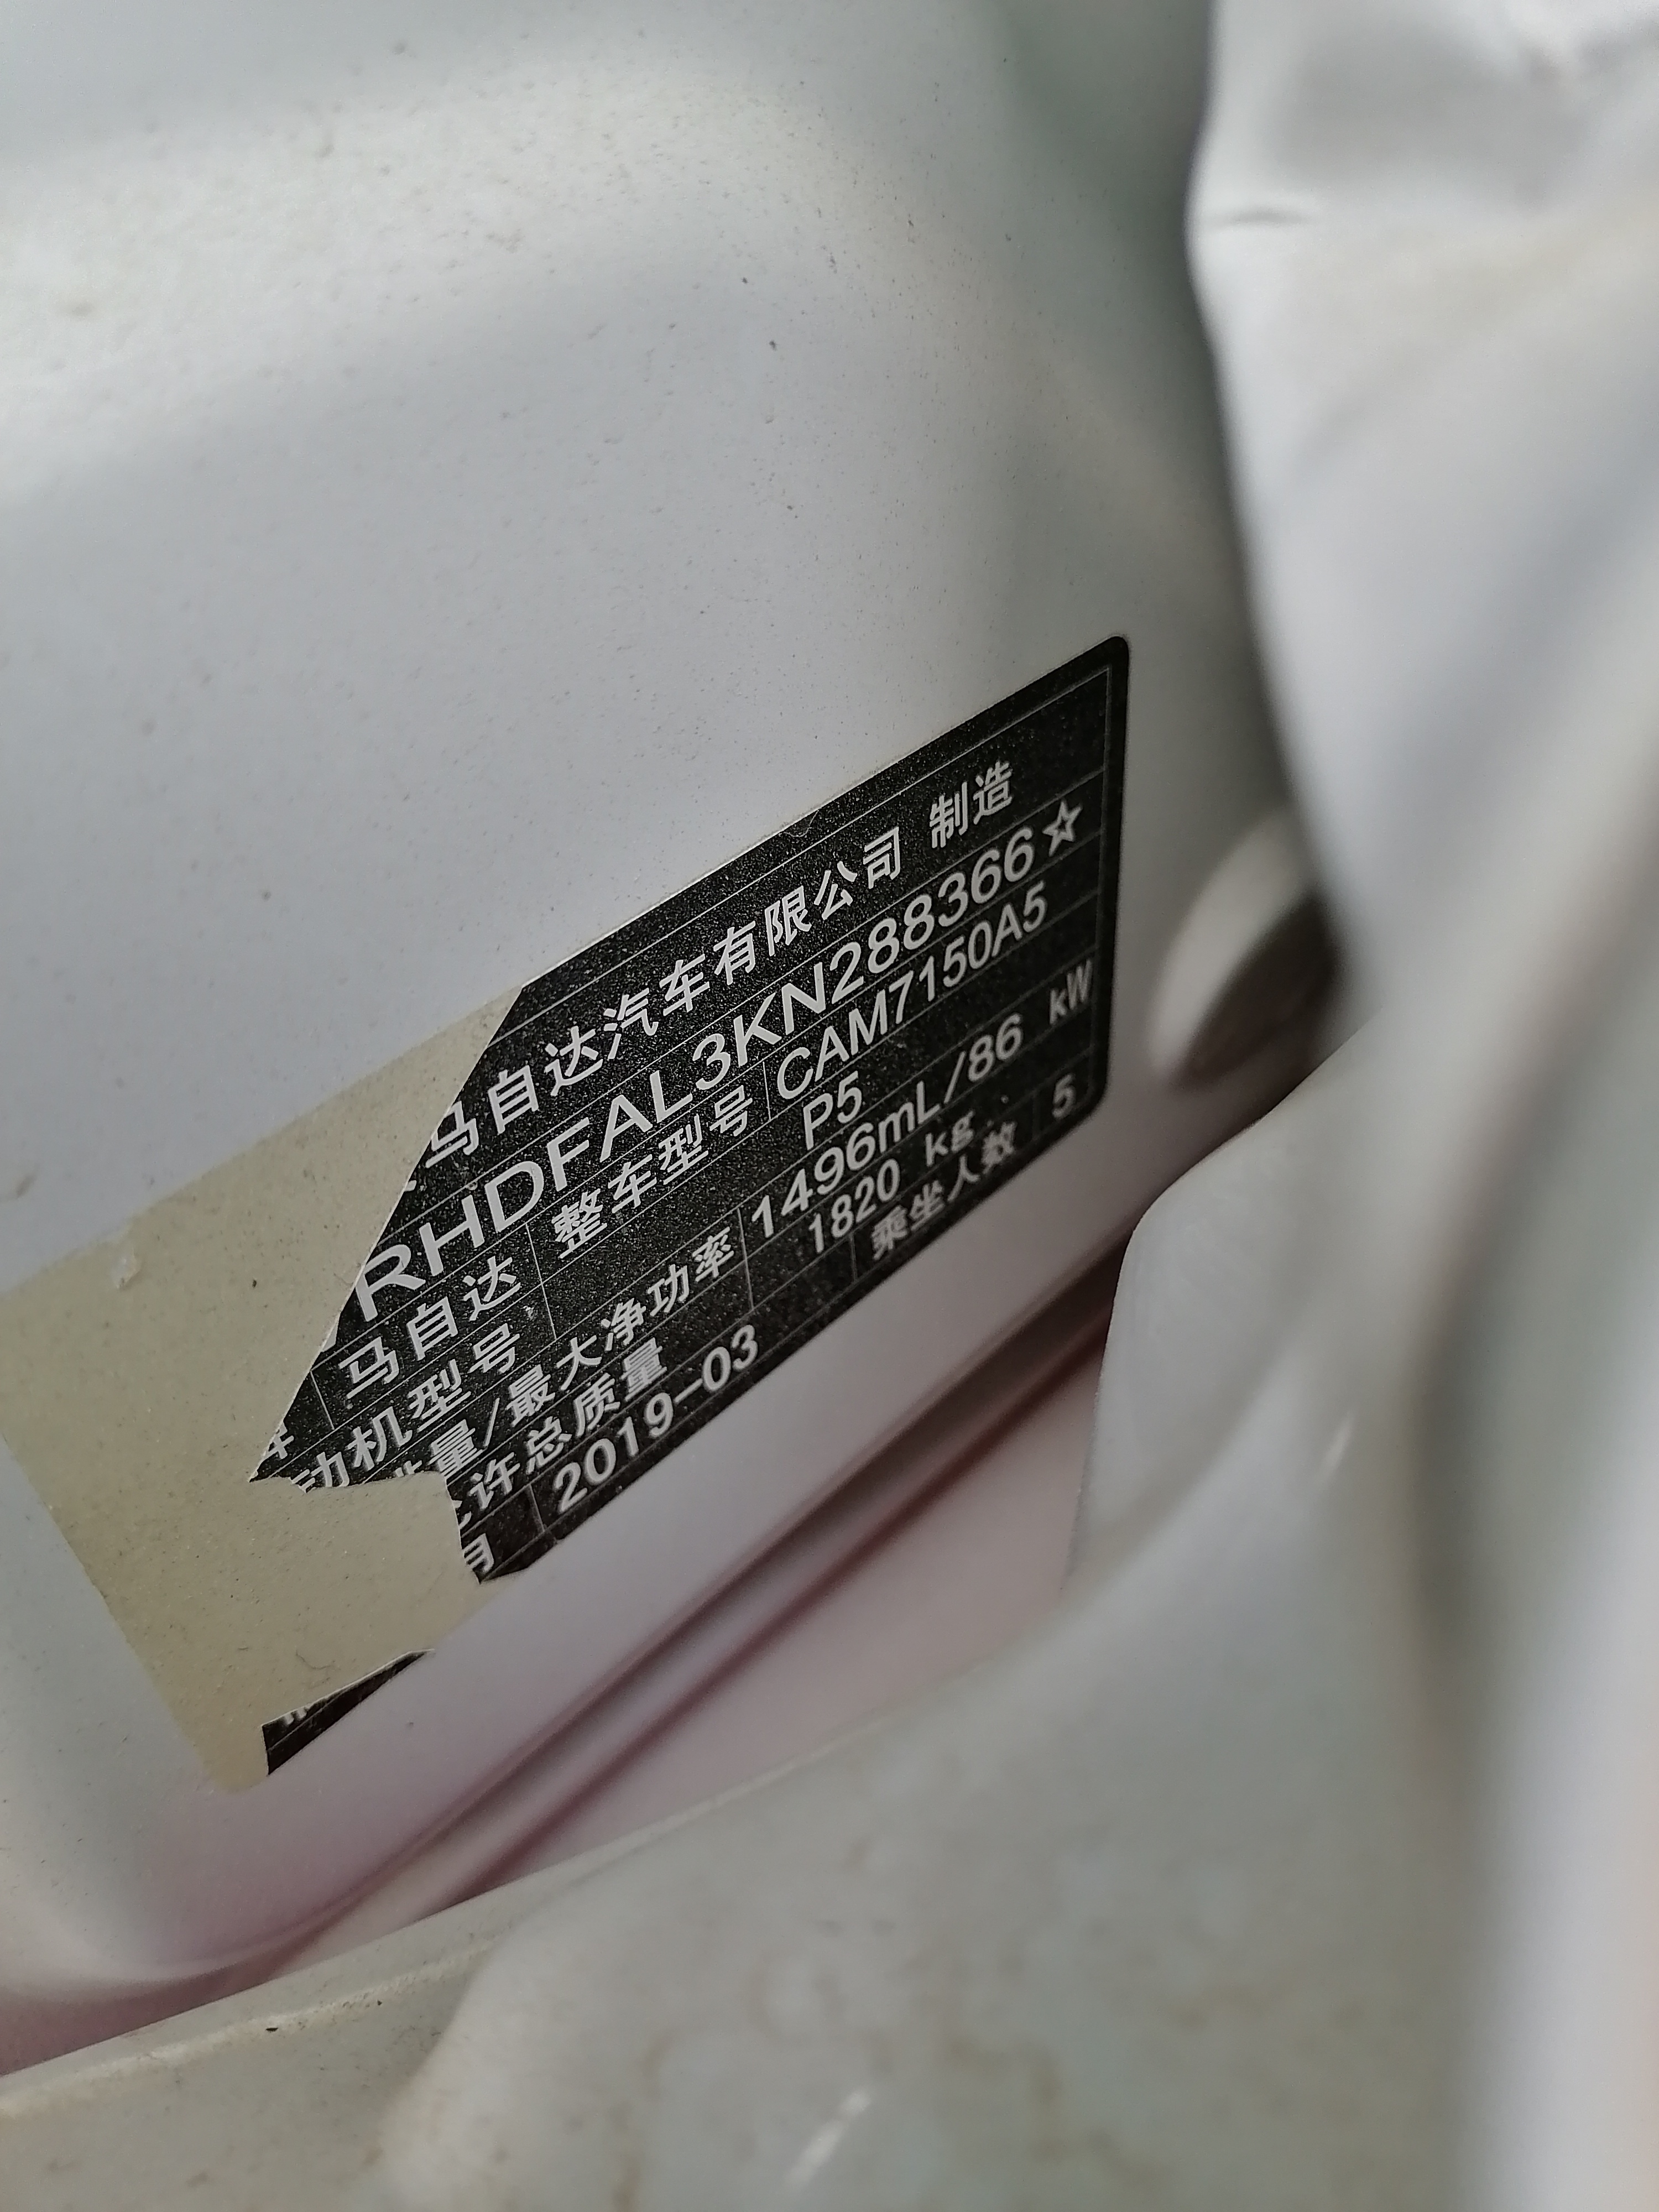 马自达汽车有限公司 制造
RHDFAL3KN288366☆
马自达 整车型号 CAM7150A5
动机型号 P5
排量/最大净功率 1496mL/86 kW
许总质量 1820 kg
2019-03 乘坐人数 5